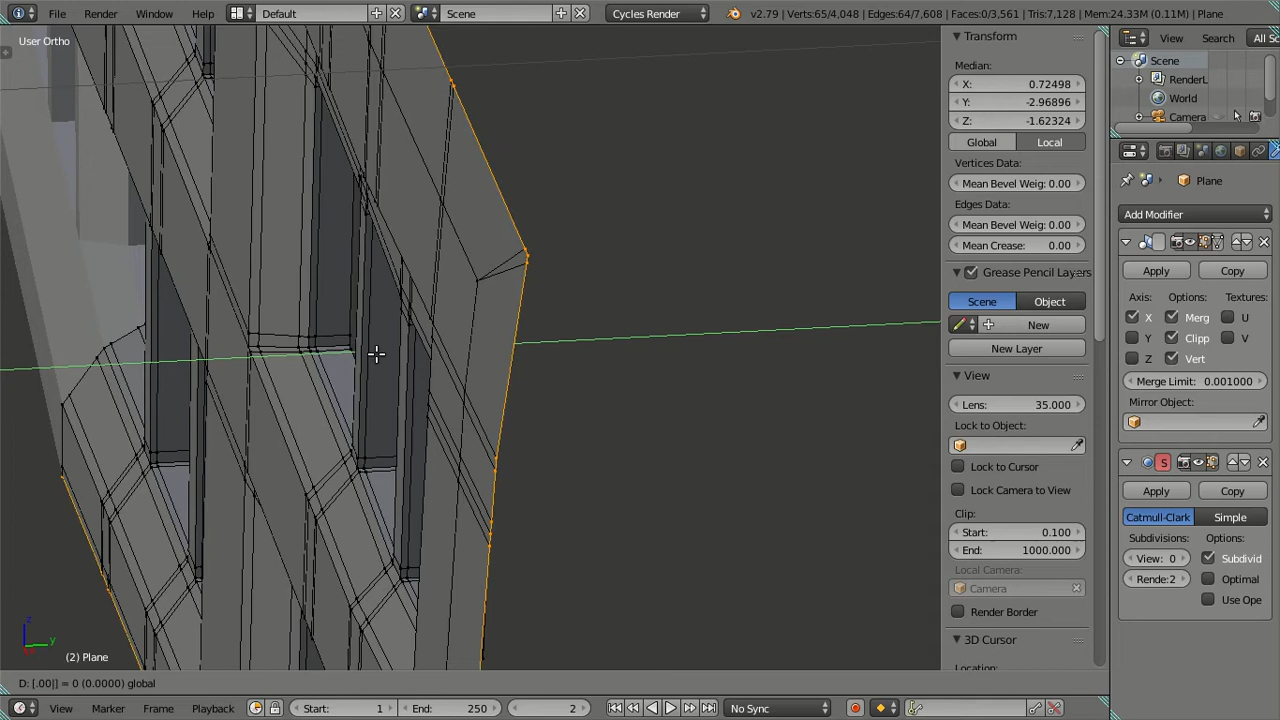 File Render Window Help Default Scene Cycles Render v2.79 | Verts:65/4,048 | Edges:64/7,608 | Faces:0/3,561 | Tris:7,128 | Mem:24.33M (0.11M) | Plane
User Ortho
Transform
Median:
X: 0.72498
Y: -2.96896
Z: -1.62324
Global Local
Vertices Data:
Mean Bevel Weig: 0.00
Edges Data:
Mean Bevel Weig: 0.00
Mean Crease: 0.00
Grease Pencil Layers
Scene Object
New
New Layer
View
Lens: 35.000
Lock to Object:
Lock to Cursor
Lock Camera to View
Clip:
Start: 0.100
End: 1000.000
Local Camera:
Camera
Render Border
3D Cursor
Location:
View Search All Sc
Scene
RenderL
World
Camera
Plane
Add Modifier
Apply Copy
Axis: Options: Textures:
X Merg U
Y Clipp V
Z Vert
Merge Limit: 0.001000
Mirror Object:
S
Apply Copy
Catmull-Clark Simple
Subdivisions: Options:
View: 0 Subdivid
Rende: 2 Optimal
Use Ope
z
y
(2) Plane
D: [.00|] = 0 (0.0000) global
View Marker Frame Playback Start: 1 End: 250 2 No Sync